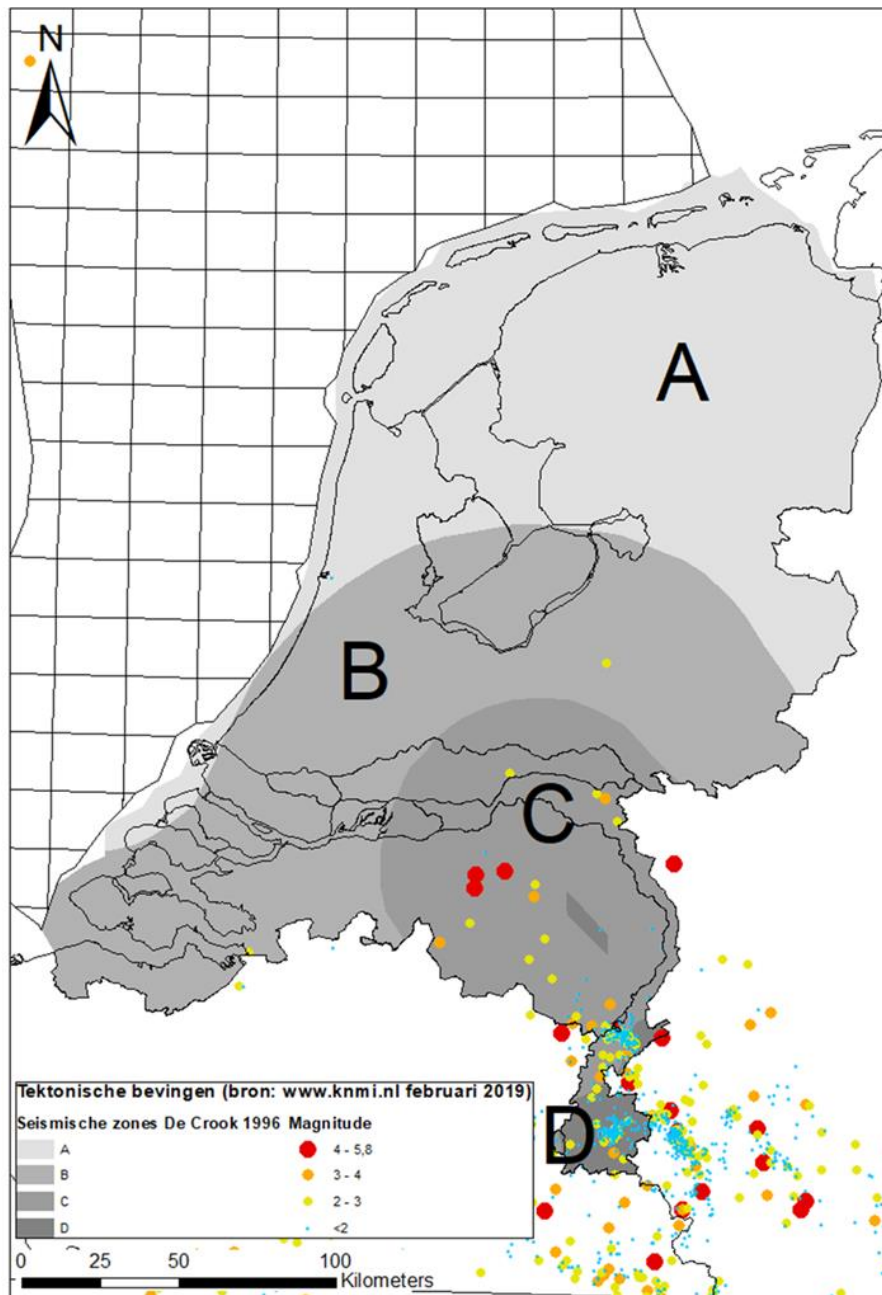 N
A
B
C
D
Tektonische bevingen (bron: www.knmi.nl februari 2019)
Seismische zones De Crook 1996 Magnitude
A 4 - 5,8
B 3 - 4
C 2 - 3
D <2
0 25 50 100
Kilometers